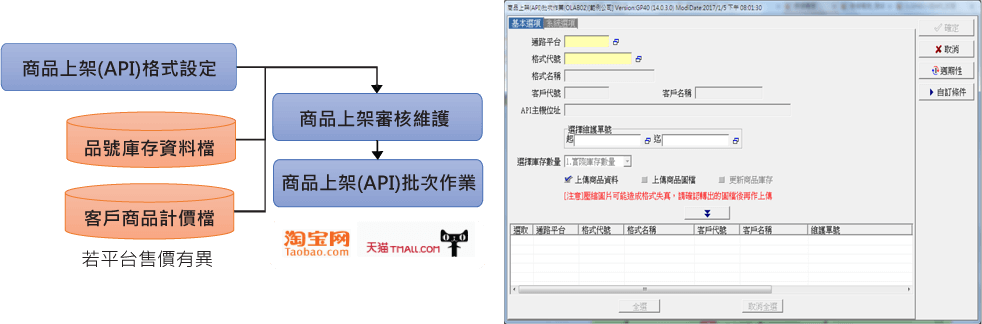 商品上架(API)格式設定
商品上架審核維護
品號庫存資料檔
商品上架(API)批次作業
客戶商品計價檔
若平台售價有異
淘宝网
Taobao.com
天猫 TMALL.COM
商品上架(API)批次作業(OLAB02)[範例公司] Version:GP40 (14.0.3.0) ModiDate 2017/1/5 下午 08:01:30
基本選項 系統選項
通路平台
格式代號
格式名稱
客戶代號 客戶名稱
API主機位址
選擇維護單號
起 迄
選擇庫存數量 1.實際庫存數量
上傳商品資料 上傳商品圖檔 更新商品庫存
[注意]壓縮圖片可能造成格式失真，請確認轉出的圖檔後再作上傳
選取 通路平台 格式代號 格式名稱 客戶代號 客戶名稱 維護單號
全選 取消全選
確定
取消
週期性
自訂條件